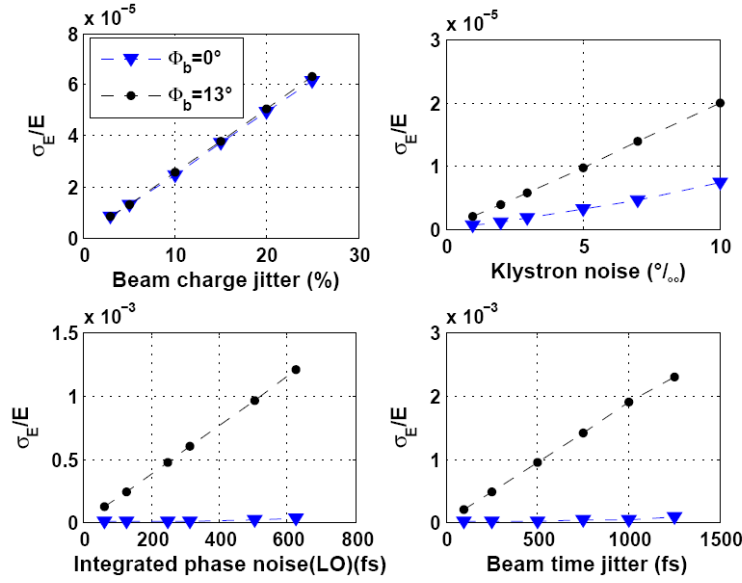 x 10⁻⁵
8
6
4
2
0
σE/E
Φb=0°
Φb=13°
0
10
20
30
Beam charge jitter (%)
x 10⁻⁵
3
2
1
0
σE/E
0
5
10
Klystron noise (°/₀₀)
x 10⁻³
1.5
1
0.5
0
σE/E
0
200
400
600
800
Integrated phase noise(LO)(fs)
x 10⁻³
3
2
1
0
σE/E
0
500
1000
1500
Beam time jitter (fs)